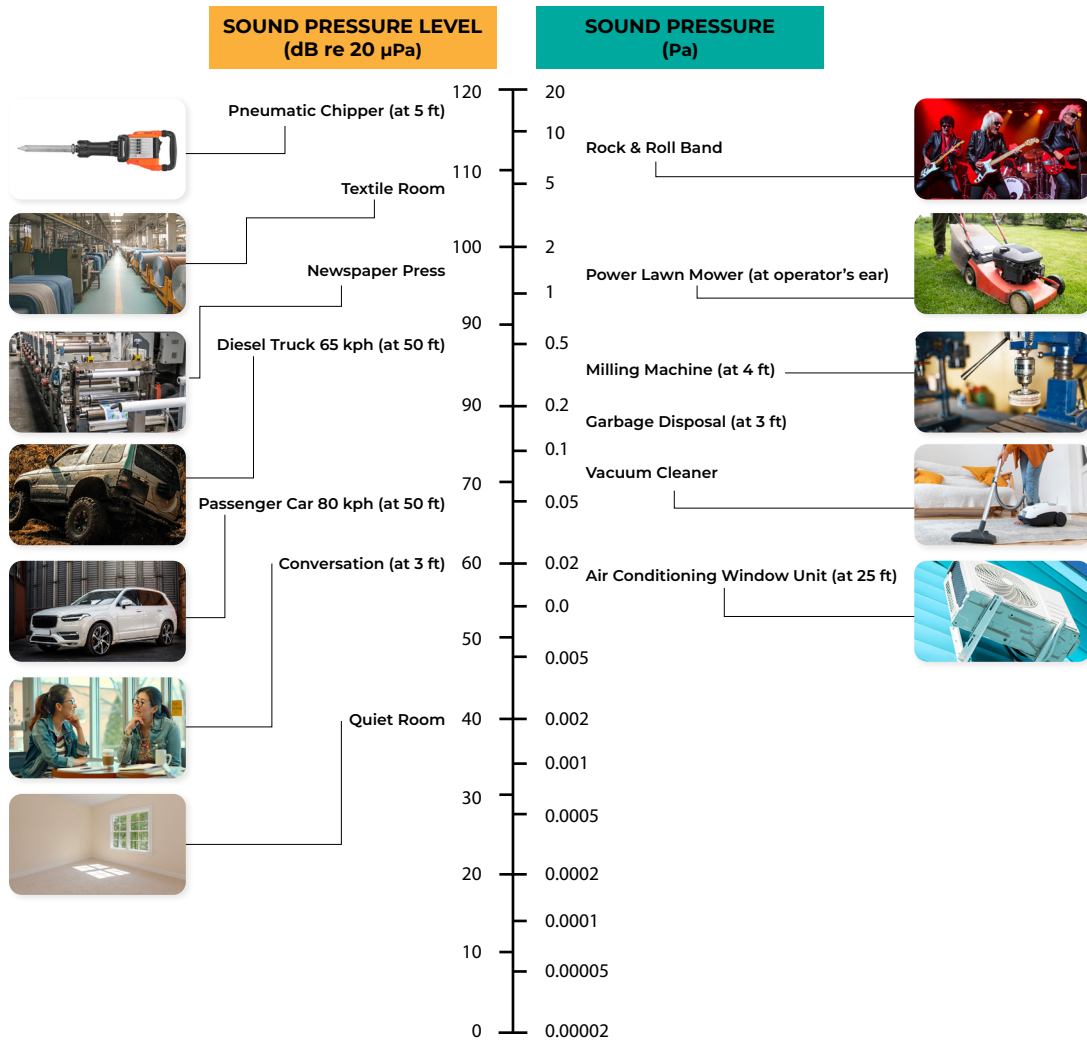 SOUND PRESSURE LEVEL
(dB re 20 µPa)
SOUND PRESSURE
(Pa)
120
20
Pneumatic Chipper (at 5 ft)
10
Rock & Roll Band
110
5
Textile Room
100
2
Newspaper Press
Power Lawn Mower (at operator's ear)
1
90
Diesel Truck 65 kph (at 50 ft)
0.5
Milling Machine (at 4 ft)
90
0.2
Garbage Disposal (at 3 ft)
0.1
Vacuum Cleaner
70
0.05
Passenger Car 80 kph (at 50 ft)
Conversation (at 3 ft)
60
0.02
Air Conditioning Window Unit (at 25 ft)
0.0
50
0.005
Quiet Room
40
0.002
0.001
30
0.0005
20
0.0002
0.0001
10
0.00005
0
0.00002